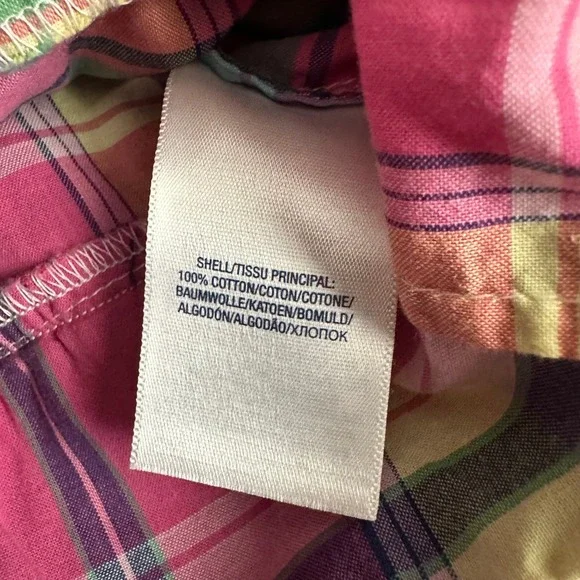 SHELL/TISSU PRINCIPAL:
100% COTTON/COTON/COTONE/
BAUMWOLLE/KATOEN/BOMULD/
ALGODÓN/ALGODÃO/ХЛОПОК